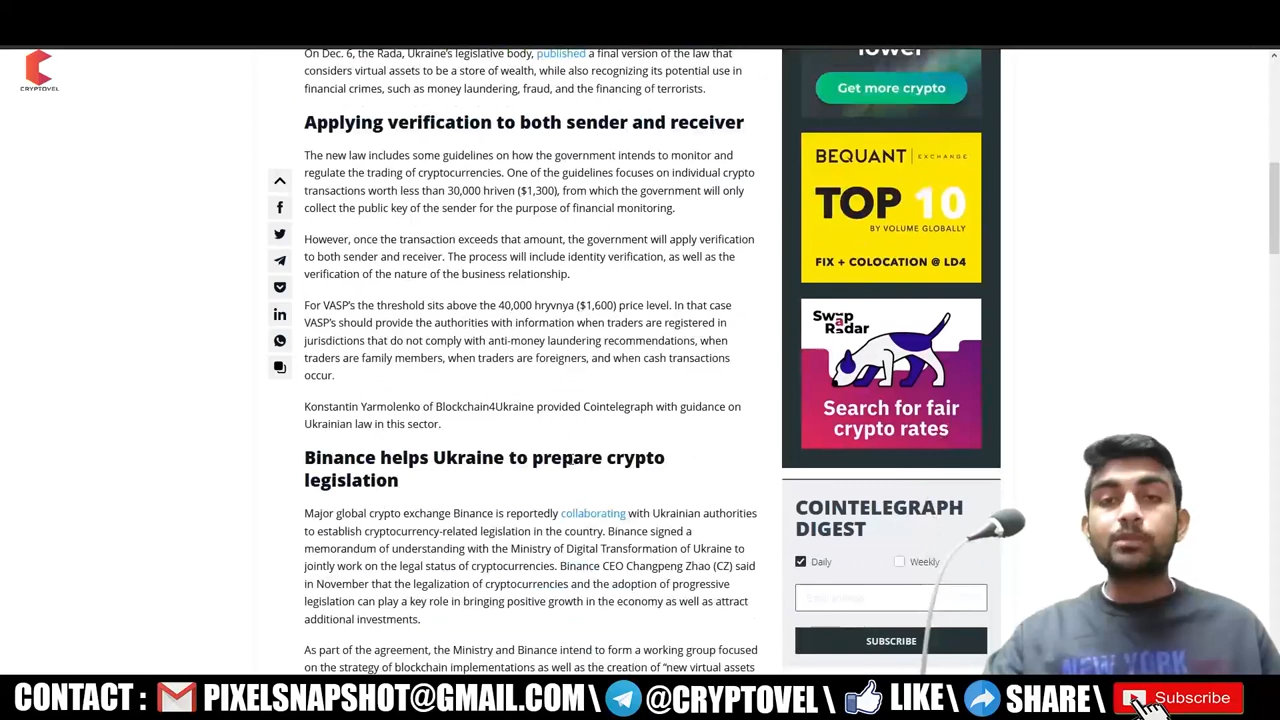 lower
On Dec. 6, the Rada, Ukraine's legislative body, published a final version of the law that
considers virtual assets to be a store of wealth, while also recognizing its potential use in
financial crimes, such as money laundering, fraud, and the financing of terrorists.
CRYPTOVEL
Get more crypto
Applying verification to both sender and receiver
The new law includes some guidelines on how the government intends to monitor and
regulate the trading of cryptocurrencies. One of the guidelines focuses on individual crypto
transactions worth less than 30,000 hriven ($1,300), from which the government will only
collect the public key of the sender for the purpose of financial monitoring.
However, once the transaction exceeds that amount, the government will apply verification
to both sender and receiver. The process will include identity verification, as well as the
verification of the nature of the business relationship.
For VASP's the threshold sits above the 40,000 hryvnya ($1,600) price level. In that case
VASP's should provide the authorities with information when traders are registered in
jurisdictions that do not comply with anti-money laundering recommendations, when
traders are family members, when traders are foreigners, and when cash transactions
occur.
Konstantin Yarmolenko of Blockchain4Ukraine provided Cointelegraph with guidance on
Ukrainian law in this sector.
Binance helps Ukraine to prepare crypto
legislation
Major global crypto exchange Binance is reportedly collaborating with Ukrainian authorities
to establish cryptocurrency-related legislation in the country. Binance signed a
memorandum of understanding with the Ministry of Digital Transformation of Ukraine to
jointly work on the legal status of cryptocurrencies. Binance CEO Changpeng Zhao (CZ) said
in November that the legalization of cryptocurrencies and the adoption of progressive
legislation can play a key role in bringing positive growth in the economy as well as attract
additional investments.
As part of the agreement, the Ministry and Binance intend to form a working group focused
on the strategy of blockchain implementations as well as the creation of "new virtual assets
BEQUANT | EXCHANGE
TOP 10
BY VOLUME GLOBALLY
FIX + COLOCATION @ LD4
Swap
Radar
Search for fair
crypto rates
COINTELEGRAPH
DIGEST
Daily
Weekly
SUBSCRIBE
NEW YORK
CONTACT : PIXELSNAPSHOT@GMAIL.COM\ @CRYPTOVEL\ LIKE\ SHARE\ Subscribe